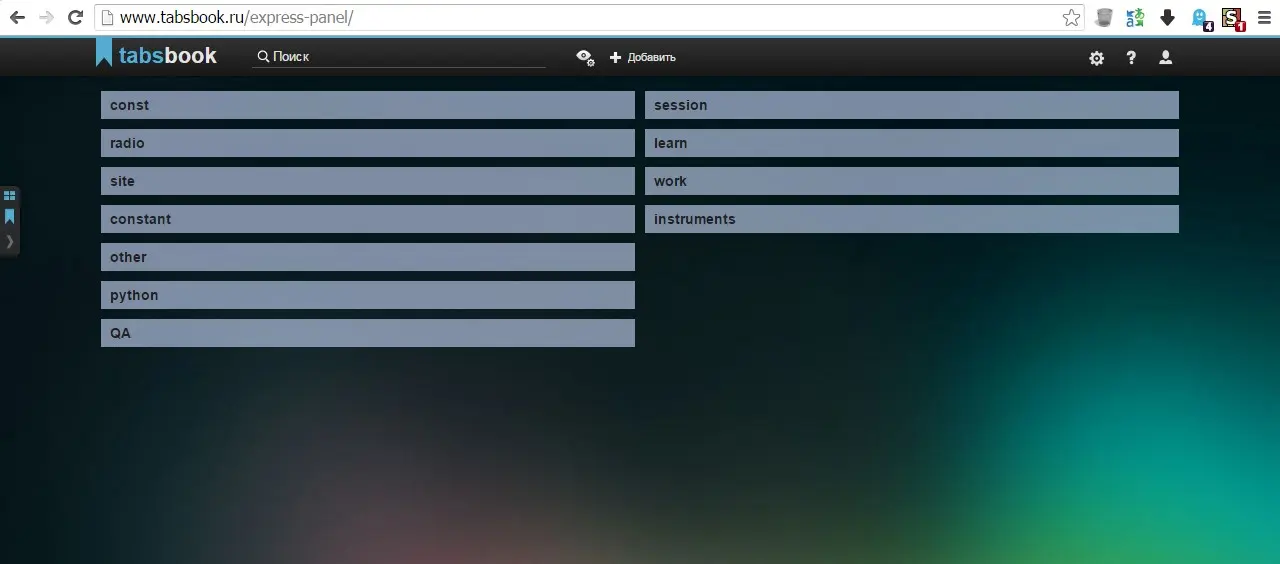 www.tabsbook.ru/express-panel/
4
1
tabsbook
Поиск
Добавить
const
session
radio
learn
site
work
constant
instruments
other
python
QA